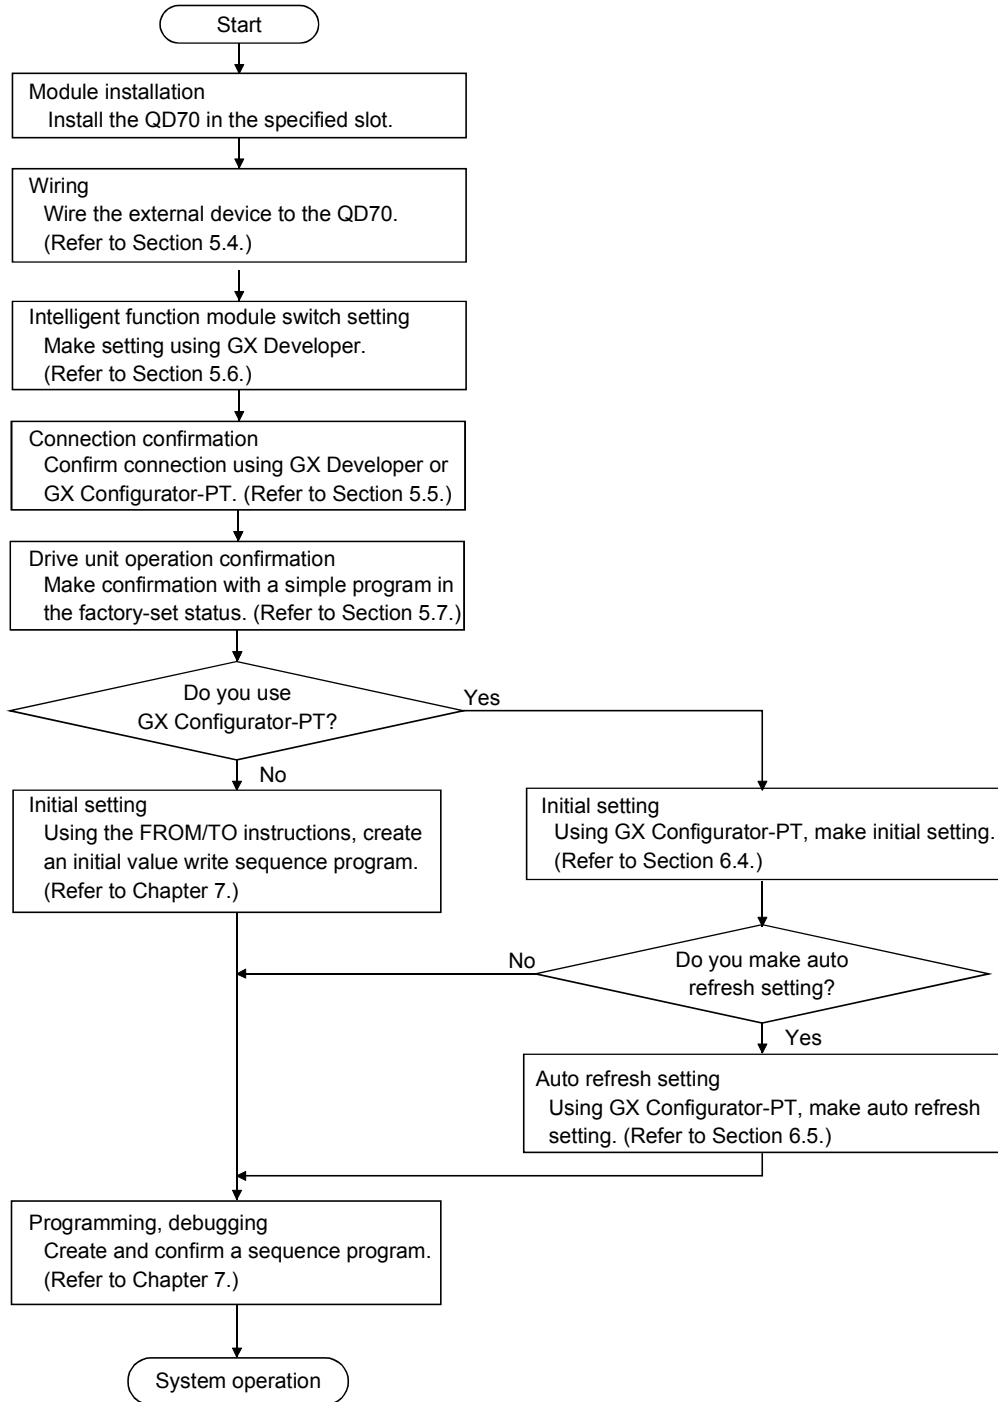 Start
Module installation
Install the QD70 in the specified slot.
Wiring
Wire the external device to the QD70.
(Refer to Section 5.4.)
Intelligent function module switch setting
Make setting using GX Developer.
(Refer to Section 5.6.)
Connection confirmation
Confirm connection using GX Developer or
GX Configurator-PT. (Refer to Section 5.5.)
Drive unit operation confirmation
Make confirmation with a simple program in
the factory-set status. (Refer to Section 5.7.)
Do you use
GX Configurator-PT?
Yes
No
Initial setting
Using the FROM/TO instructions, create
an initial value write sequence program.
(Refer to Chapter 7.)
Initial setting
Using GX Configurator-PT, make initial setting.
(Refer to Section 6.4.)
No
Do you make auto
refresh setting?
Yes
Auto refresh setting
Using GX Configurator-PT, make auto refresh
setting. (Refer to Section 6.5.)
Programming, debugging
Create and confirm a sequence program.
(Refer to Chapter 7.)
System operation